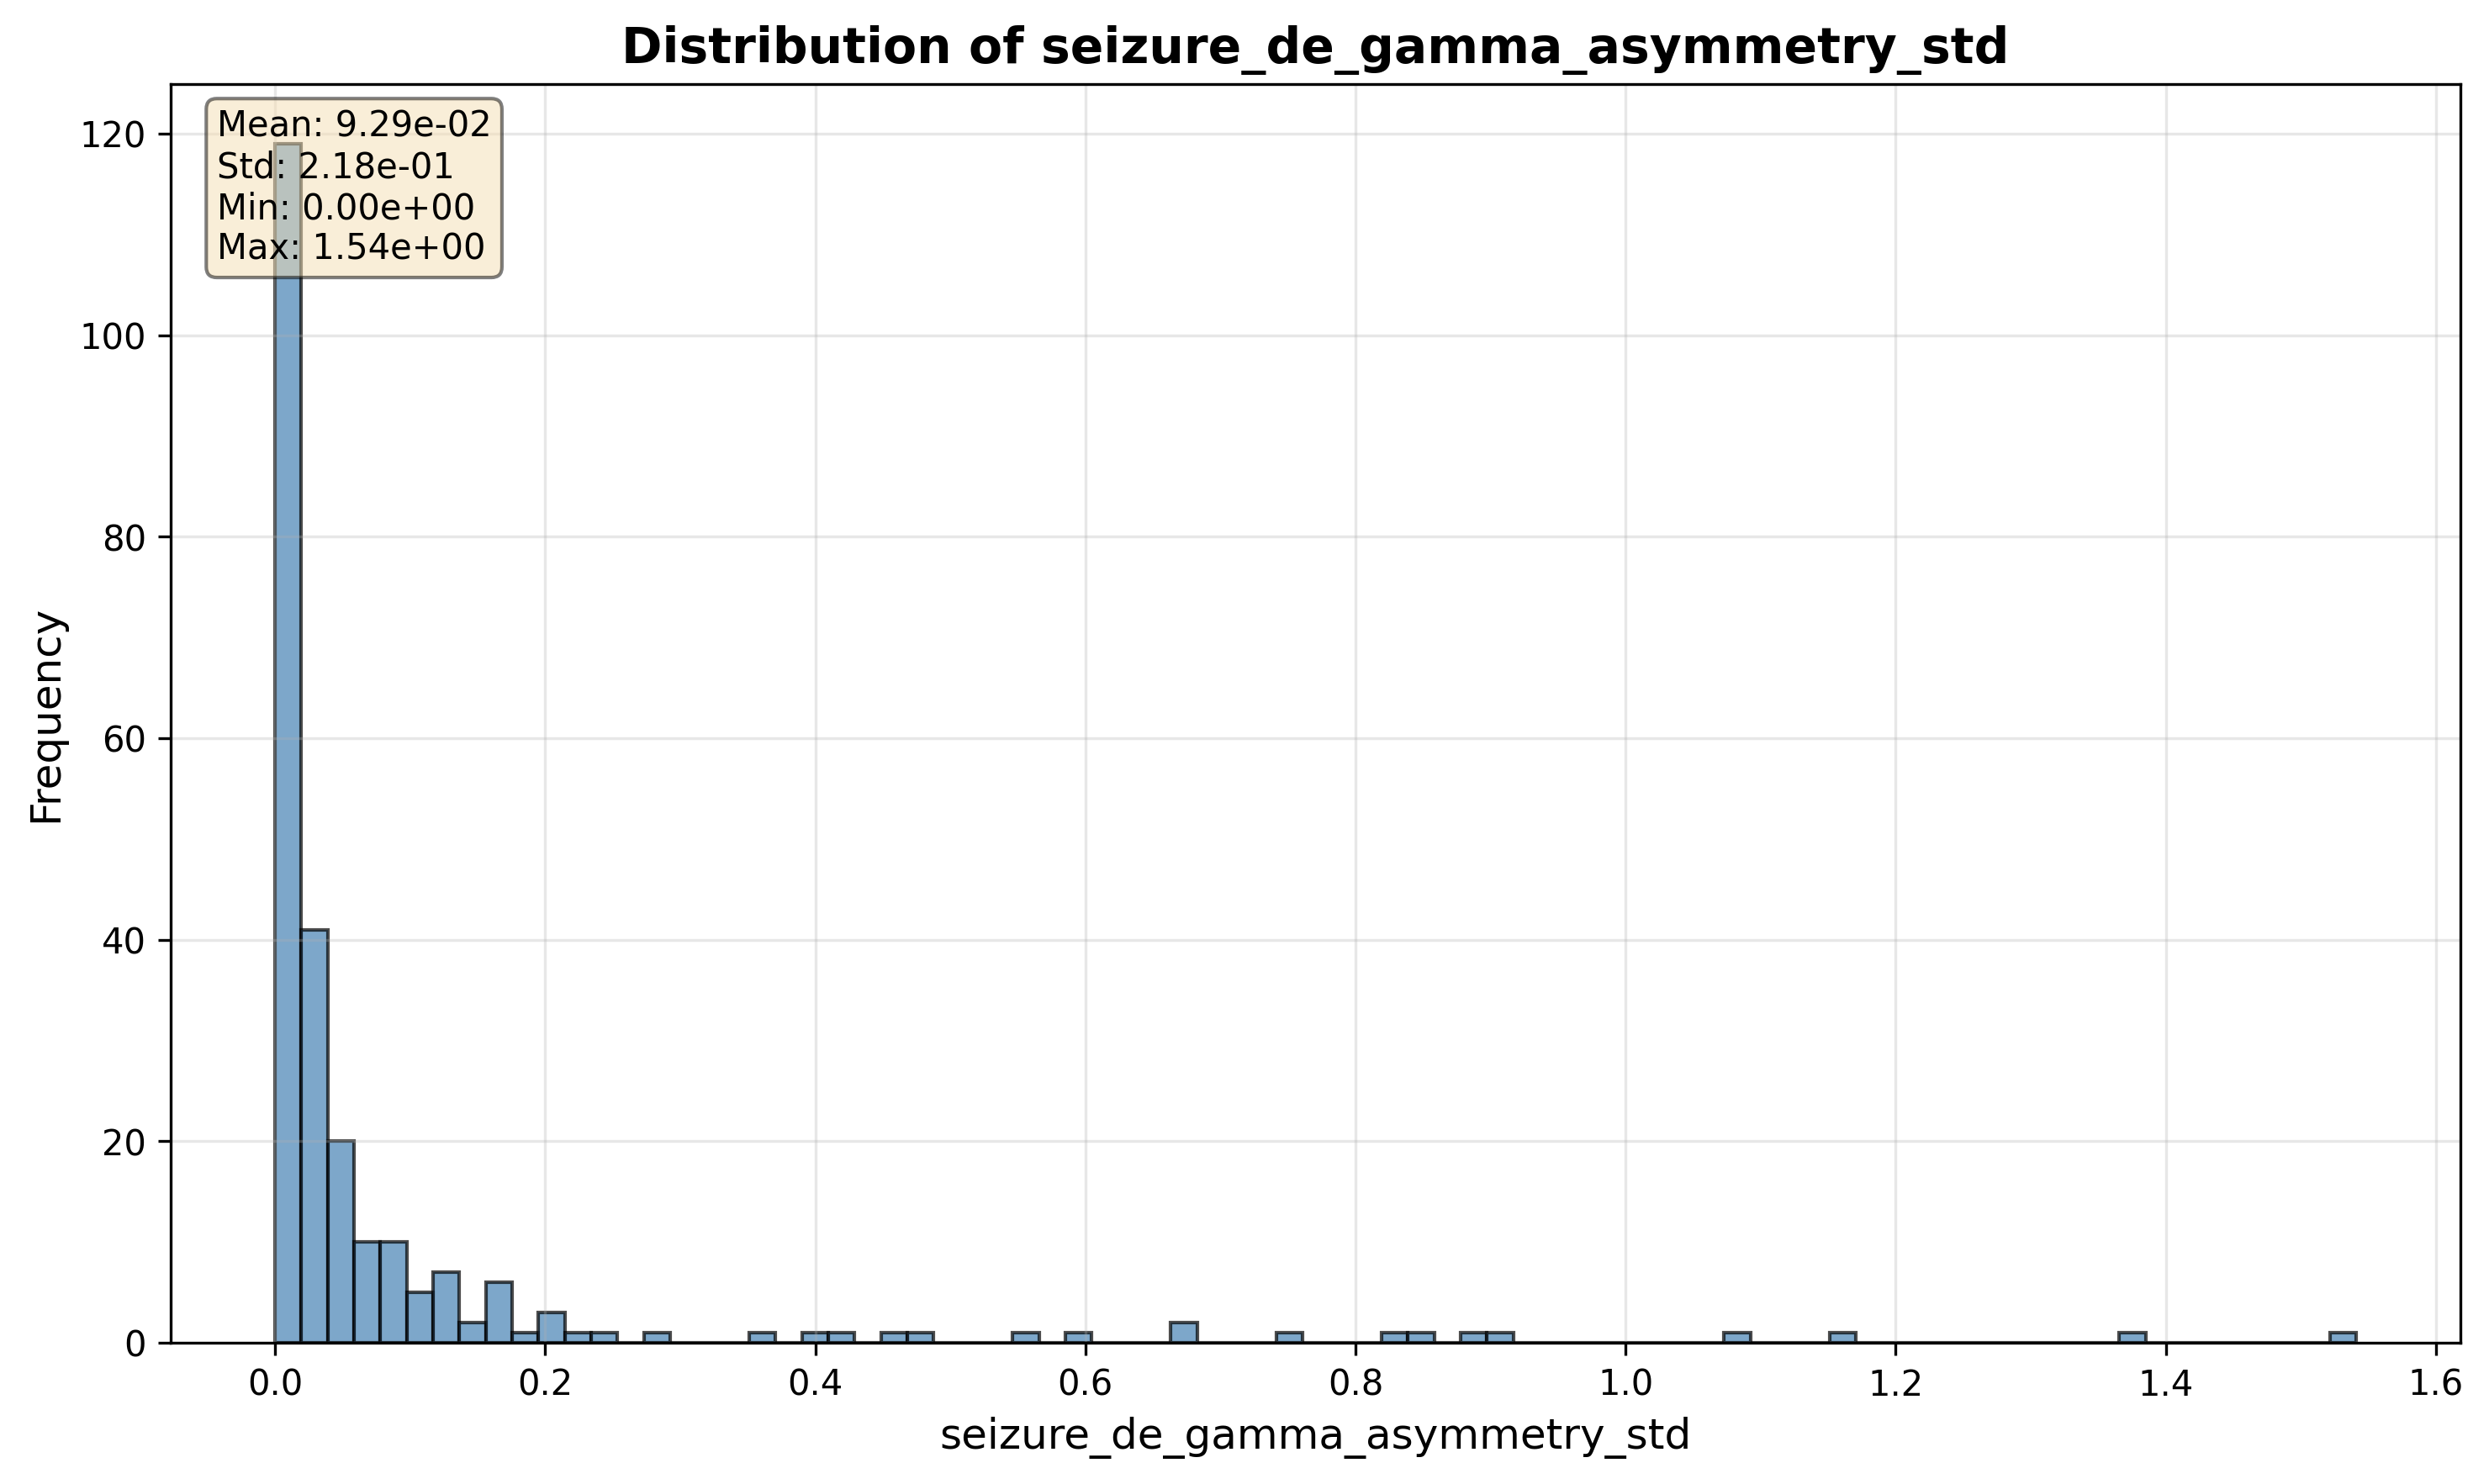 Distribution of seizure_de_gamma_asymmetry_std
Mean: 9.29e-02
Std: 2.18e-01
Min: 0.00e+00
Max: 1.54e+00
120
100
80
60
40
20
0
Frequency
0.0 0.2 0.4 0.6 0.8 1.0 1.2 1.4 1.6
seizure_de_gamma_asymmetry_std